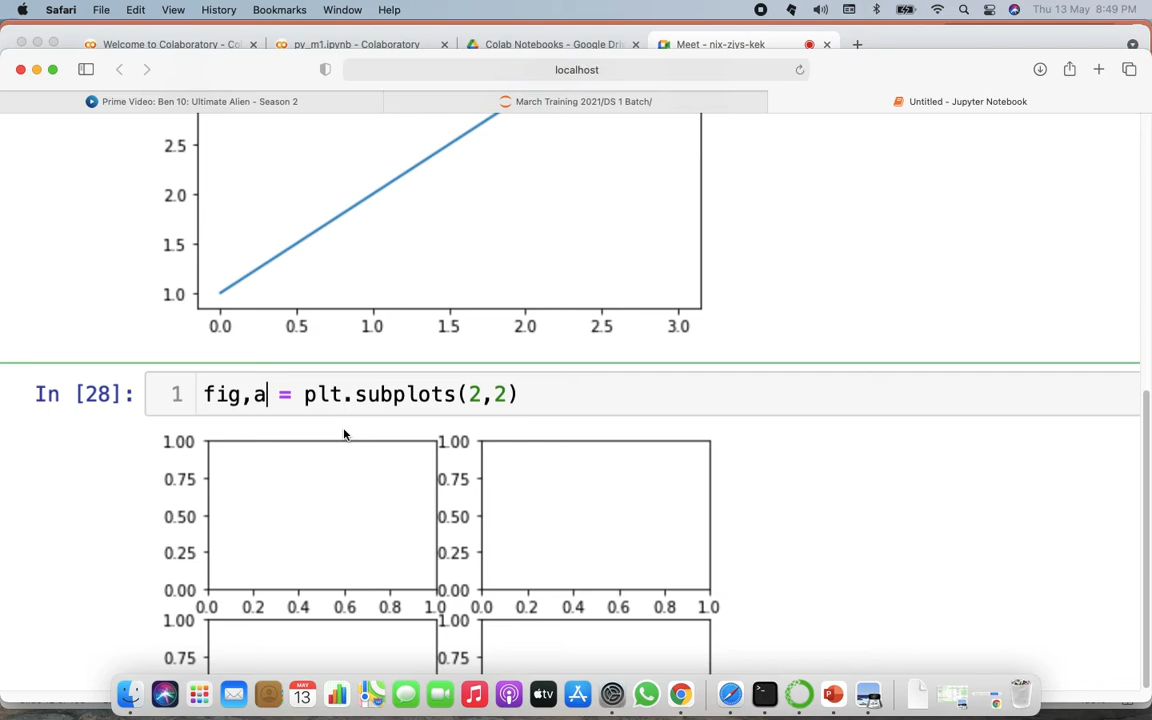 Safari File Edit View History Bookmarks Window Help Thu 13 May 8:49 PM
Welcome to Colaboratory - Col py_m1.ipynb - Colaboratory Colab Notebooks - Google Dri Meet - nix-zjys-kek
localhost
Prime Video: Ben 10: Ultimate Alien - Season 2 March Training 2021/DS 1 Batch/ Untitled - Jupyter Notebook
2.5
2.0
1.5
1.0
0.0 0.5 1.0 1.5 2.0 2.5 3.0
In [28]: 1 fig,a = plt.subplots(2,2)
1.00 1.00
0.75 0.75
0.50 0.50
0.25 0.25
0.00 0.00
0.0 0.2 0.4 0.6 0.8 1.0 0.0 0.2 0.4 0.6 0.8 1.0
1.00 1.00
0.75 0.75
MAY
13
tv